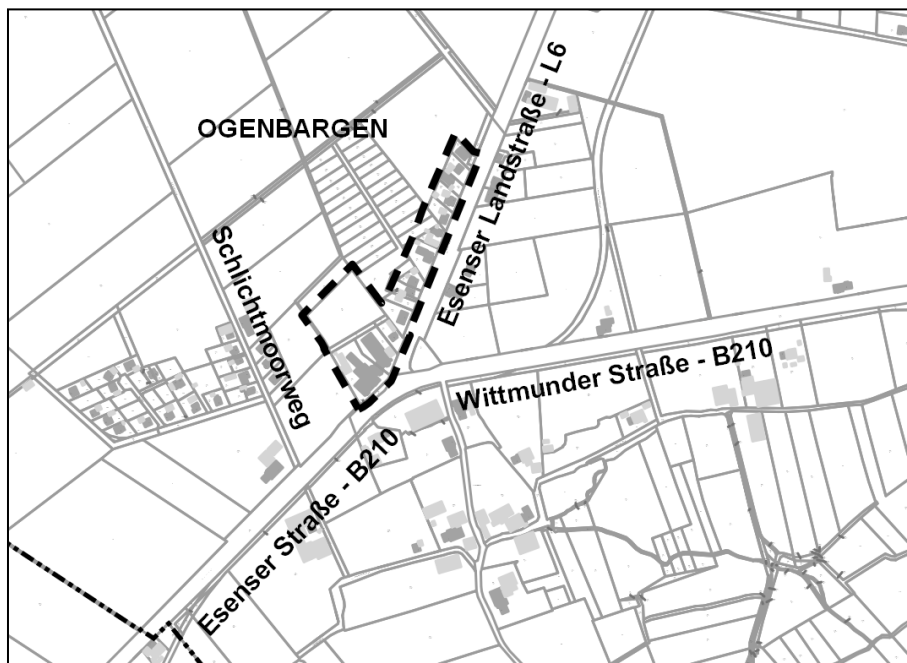 OGENBARGEN
Esenser Landstraße - L6
Schlichtmoorweg
Wittmunder Straße - B210
Esenser Straße - B210